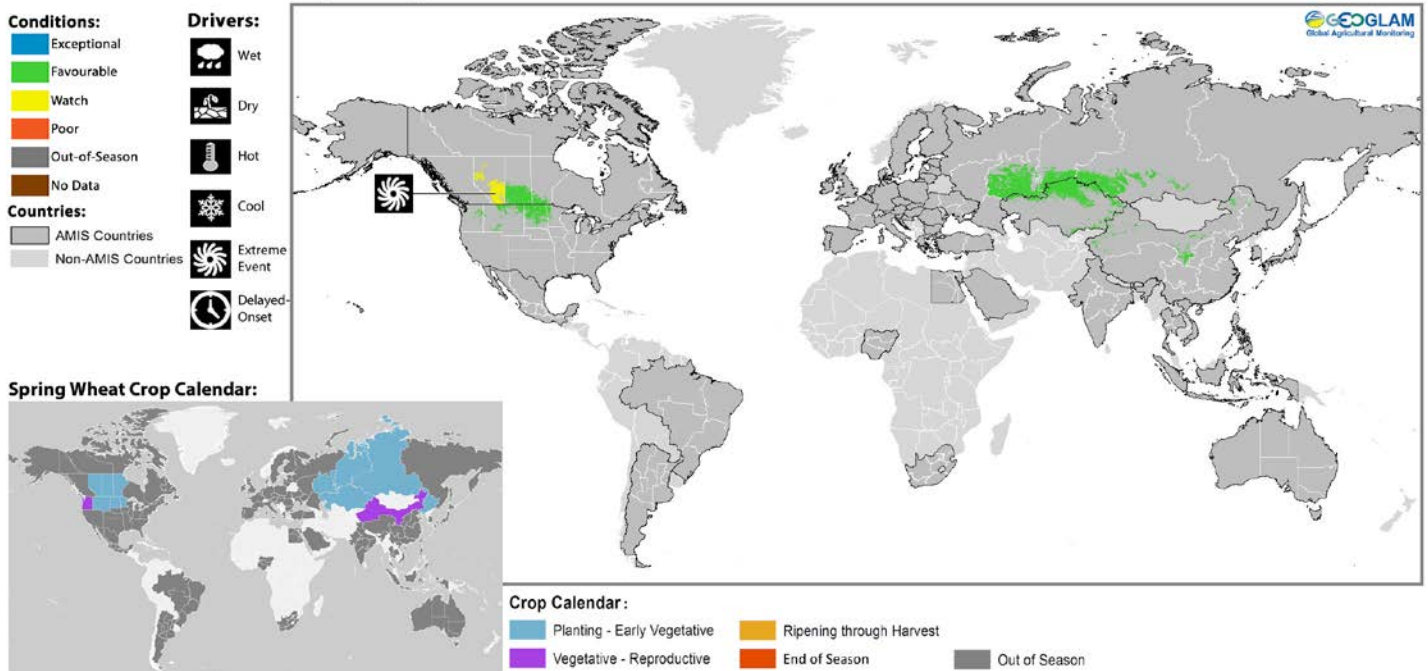 Conditions:
Exceptional
Favourable
Watch
Poor
Out-of-Season
No Data
Countries:
AMIS Countries
Non-AMIS Countries
Drivers:
Wet
Dry
Hot
Cool
Extreme
Event
Delayed-
Onset
GEOGLAM
Global Agricultural Monitoring
Spring Wheat Crop Calendar:
Crop Calendar :
Planting - Early Vegetative
Vegetative - Reproductive
Ripening through Harvest
End of Season
Out of Season